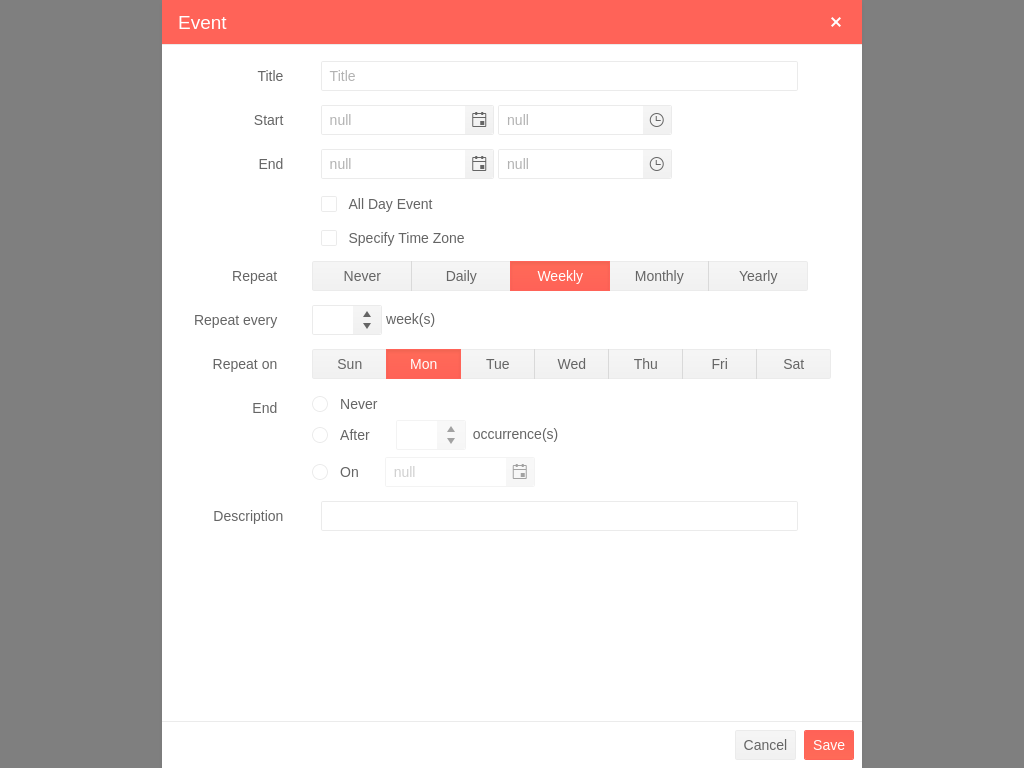 Event
Title Title
Start null null
End null null
All Day Event
Specify Time Zone
Repeat Never Daily Weekly Monthly Yearly
Repeat every week(s)
Repeat on Sun Mon Tue Wed Thu Fri Sat
End Never
After occurrence(s)
On null
Description
Cancel Save